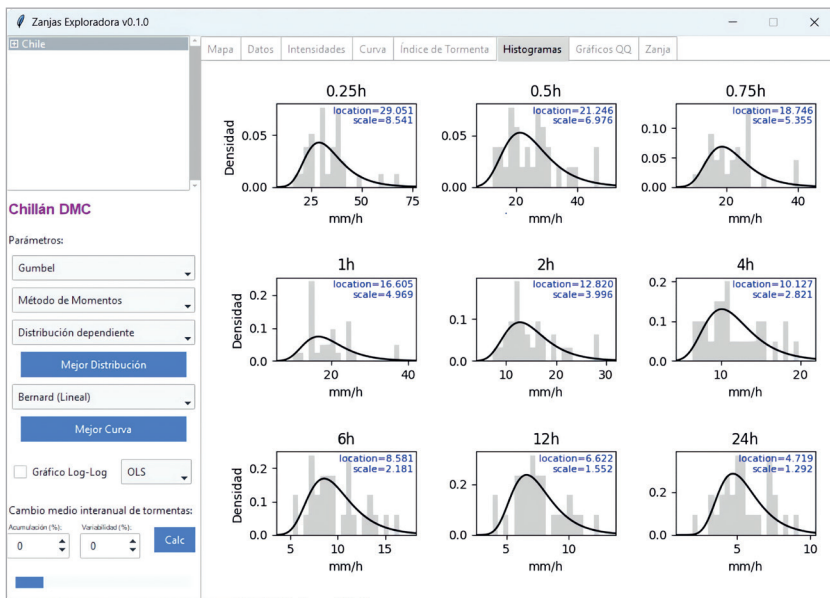 Zanjas Exploradora v0.1.0
Chile
Mapa Datos Intensidades Curva Índice de Tormenta Histogramas Gráficos QQ Zanja
Chillán DMC
Parámetros:
Gumbel
Método de Momentos
Distribución dependiente
Mejor Distribución
Bernard (Lineal)
Mejor Curva
Gráfico Log-Log OLS
Cambio medio interanual de tormentas:
Acumulación (%): Variabilidad (%):
0 0 Calc
0.25h
location=29.051
scale=8.541
Densidad
0.05
0.00
25 50 75
mm/h
0.5h
location=21.246
scale=6.976
0.05
0.00
20 40
mm/h
0.75h
location=18.746
scale=5.355
0.10
0.05
0.00
20 40
mm/h
1h
location=16.605
scale=4.969
Densidad
0.2
0.1
0.0
20 40
mm/h
2h
location=12.820
scale=3.996
0.1
0.0
10 20 30
mm/h
4h
location=10.127
scale=2.821
0.2
0.1
0.0
10 20
mm/h
6h
location=8.581
scale=2.181
Densidad
0.2
0.1
0.0
5 10 15
mm/h
12h
location=6.622
scale=1.552
0.2
0.0
5 10
mm/h
24h
location=4.719
scale=1.292
0.2
0.0
5 10
mm/h